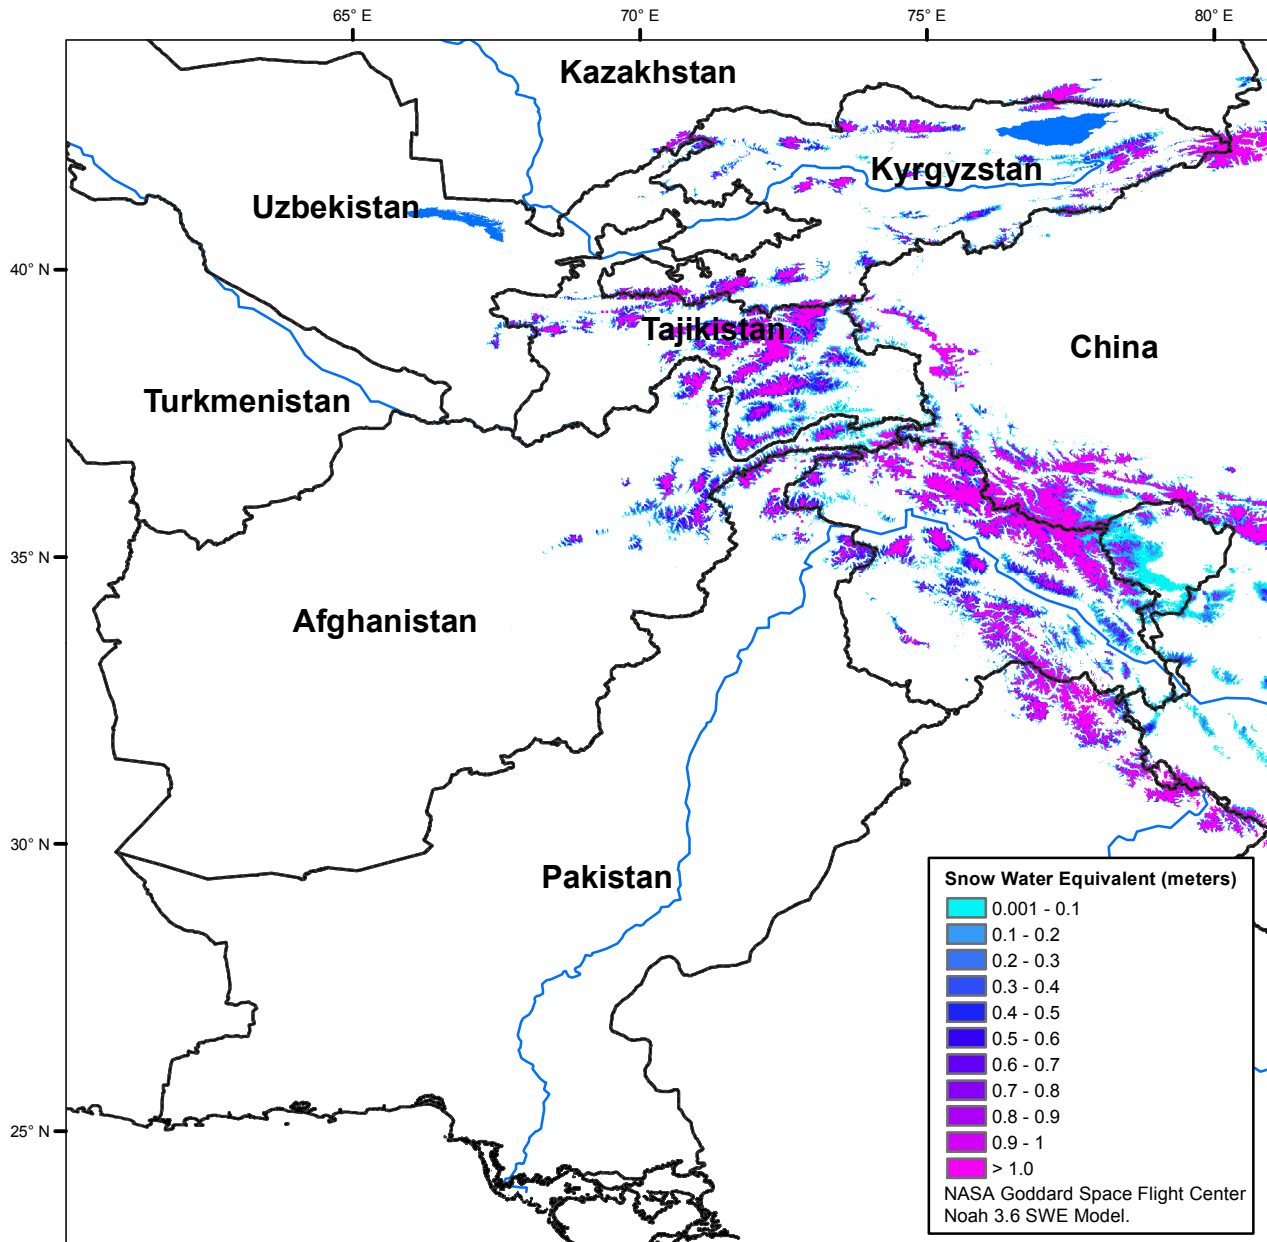 65° E
70° E
75° E
80° E
Kazakhstan
Kyrgyzstan
Uzbekistan
40° N
Tajikistan
China
Turkmenistan
35° N
Afghanistan
30° N
Pakistan
25° N
Snow Water Equivalent (meters)
0.001 - 0.1
0.1 - 0.2
0.2 - 0.3
0.3 - 0.4
0.4 - 0.5
0.5 - 0.6
0.6 - 0.7
0.7 - 0.8
0.8 - 0.9
0.9 - 1
> 1.0
NASA Goddard Space Flight Center
Noah 3.6 SWE Model.